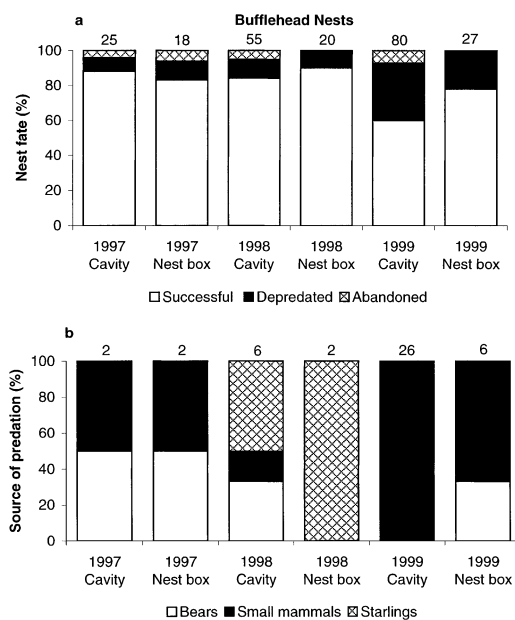 a
Bufflehead Nests
25 18 55 20 80 27
100
80
60
40
20
0
Nest fate (%)
1997 1997 1998 1998 1999 1999
Cavity Nest box Cavity Nest box Cavity Nest box
Successful Depredated Abandoned
b
2 2 6 2 26 6
100
80
60
40
20
0
Source of predation (%)
1997 1997 1998 1998 1999 1999
Cavity Nest box Cavity Nest box Cavity Nest box
Bears Small mammals Starlings